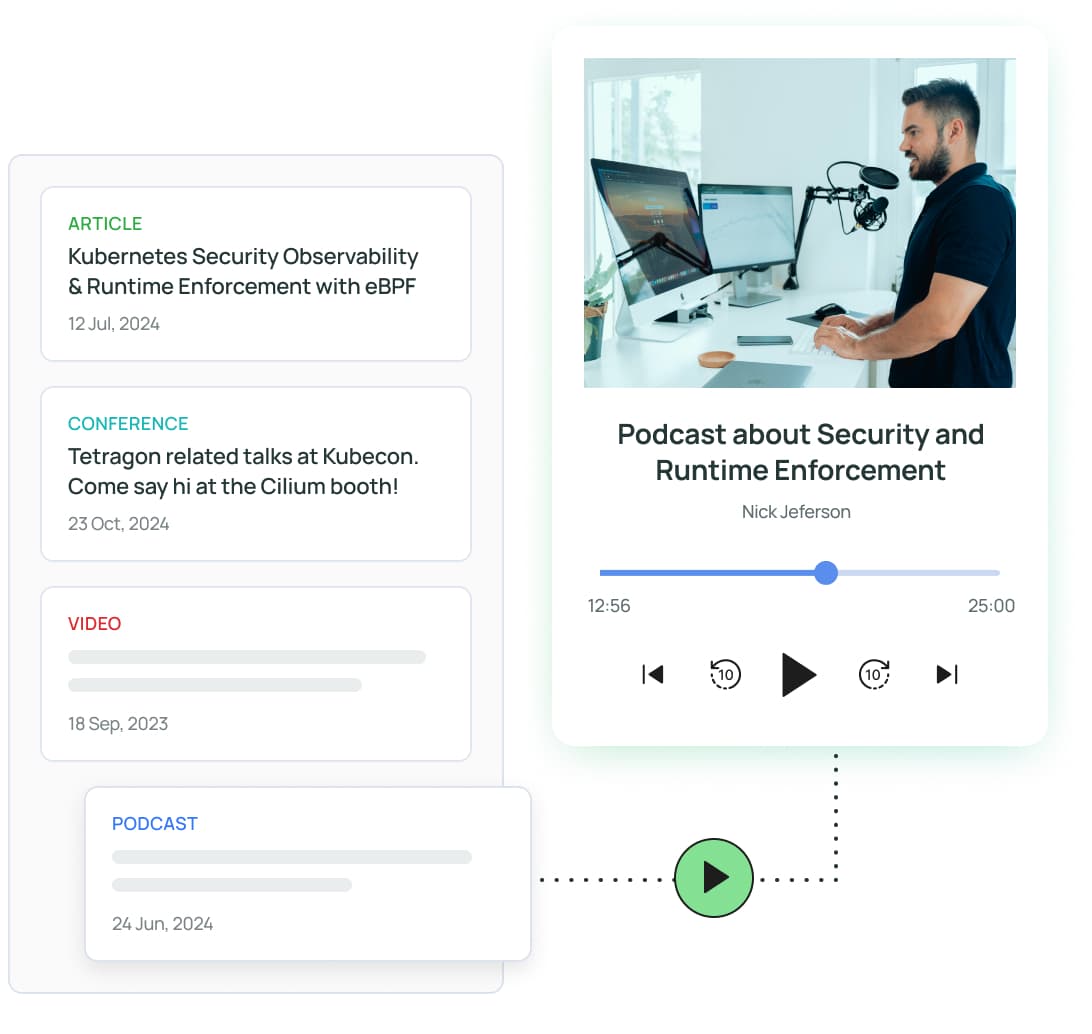 ARTICLE
Kubernetes Security Observability
& Runtime Enforcement with eBPF
12 Jul, 2024
CONFERENCE
Tetragon related talks at Kubecon.
Come say hi at the Cilium booth!
23 Oct, 2024
VIDEO
18 Sep, 2023
PODCAST
24 Jun, 2024
Podcast about Security and
Runtime Enforcement
Nick Jeferson
12:56
25:00
10
10